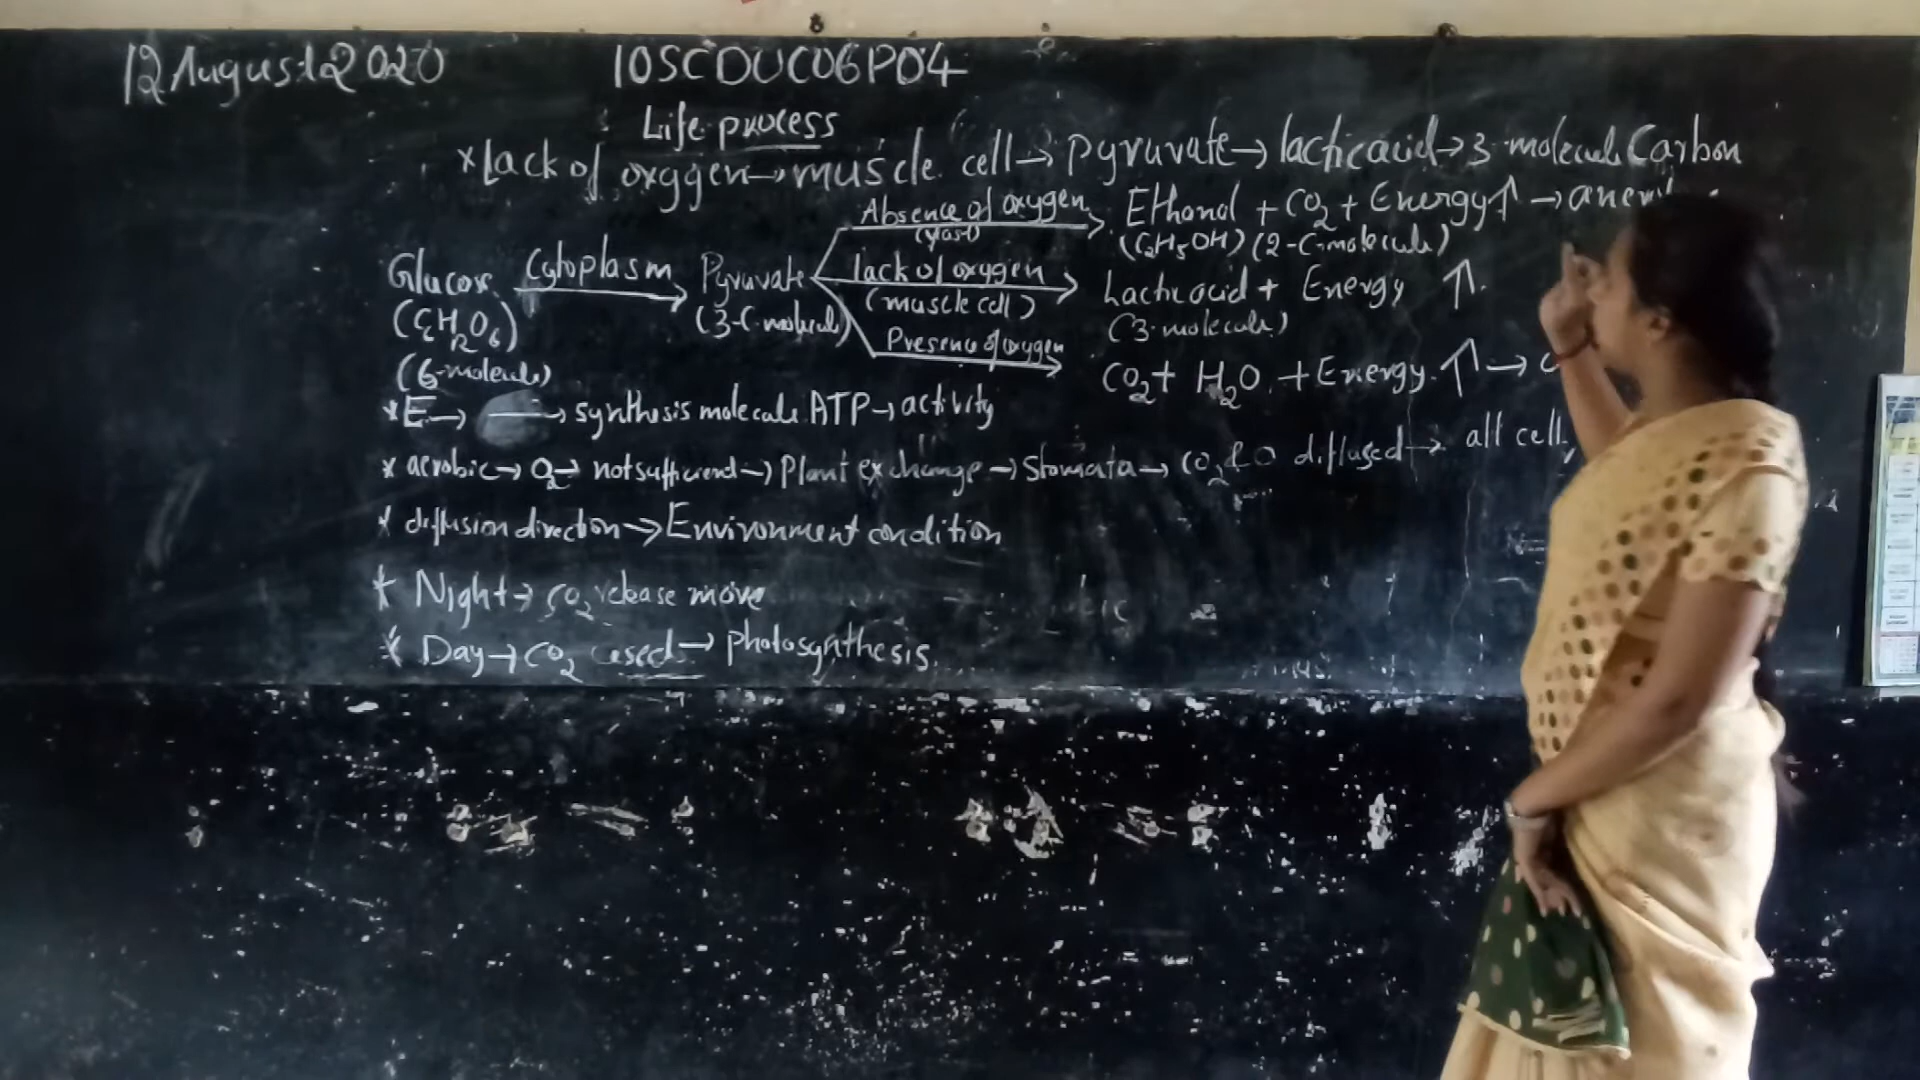 12 August 2020
10SCDUC06P04
Life process
* Lack of oxygen → muscle cell → pyruvate → lactic acid → 3 molecule Carbon
Absence of oxygen
(yeast)
Ethanol + CO2 + Energy ↑ →
(C2H5OH) (2-C-molecule)
Glucose Cytoplasm Pyruvate
(C6H12O6)
(3-C-molecule)
(6-molecule)
lack of oxygen
(muscle cell)
Lactic acid + Energy ↑.
(3-molecule)
Presence of oxygen
CO2 + H2O + Energy ↑ →
* E → → synthesis molecule ATP → activity
* aerobic → O2 → not sufficient → Plant exchange → Stomata → CO2 & O diffused → all cell
* diffusion direction → Environment condition
* Night → CO2 release move
* Day → CO2 used → photosynthesis